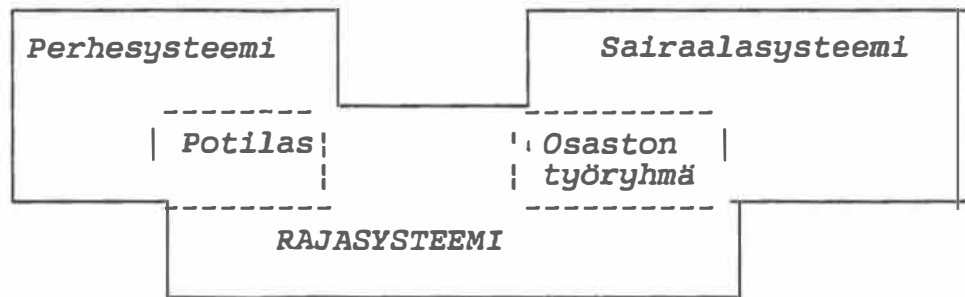 Perhesysteemi
Sairaalasysteemi
Potilas
Osaston
työryhmä
RAJASYSTEEMI